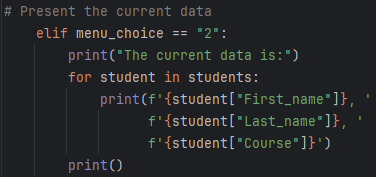 # Present the current data
elif menu_choice == "2":
print("The current data is:")
for student in students:
print(f'{student["First_name"]}, '
f'{student["Last_name"]}, '
f'{student["Course"]}')
print()